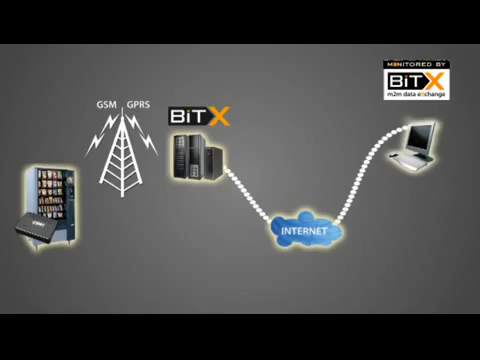 MONITORED BY
BiTX
m2m data exchange
GSM GPRS
BiTX
INTERNET